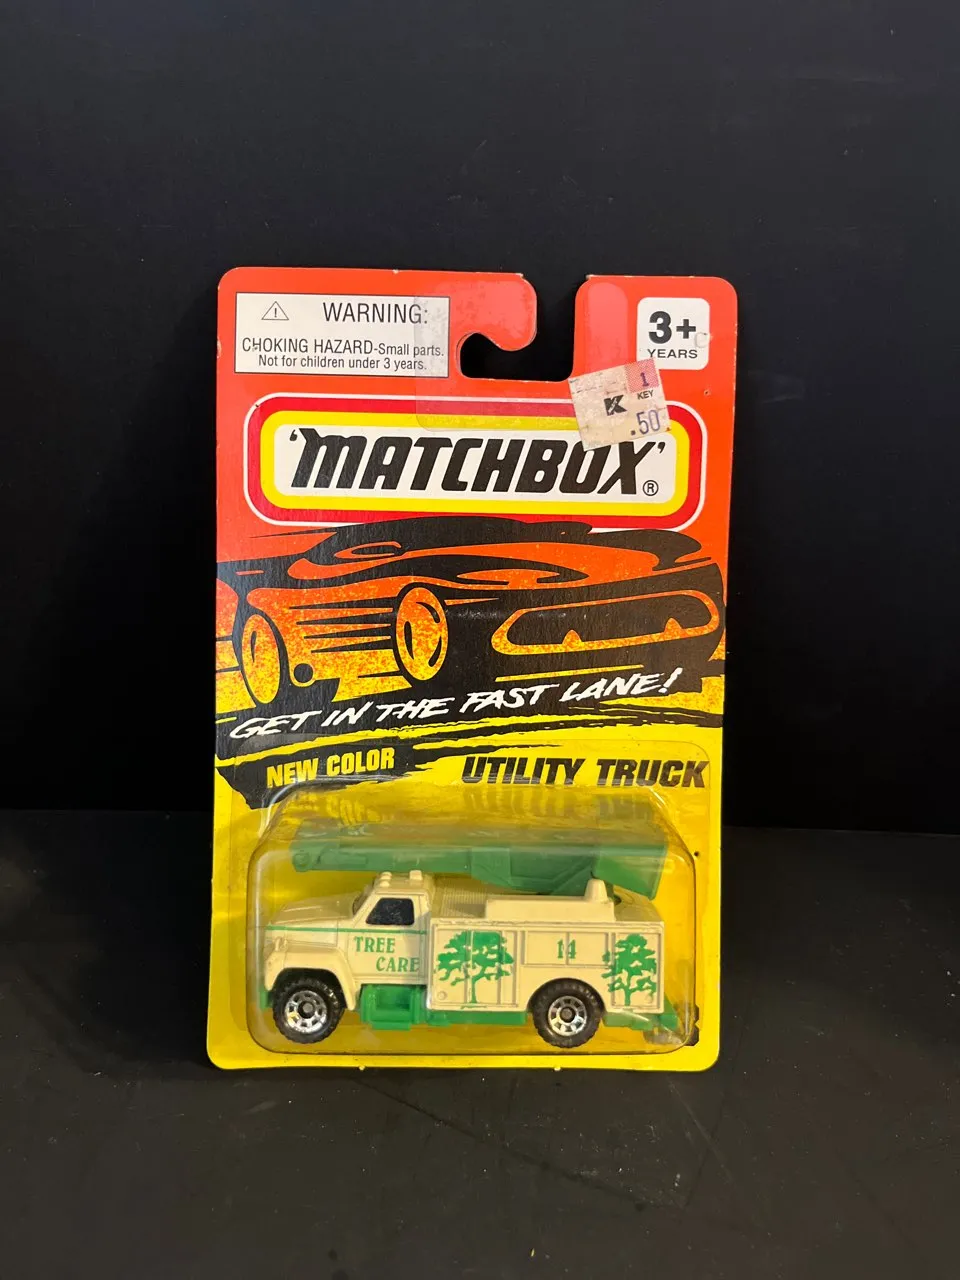 WARNING:
CHOKING HAZARD-Small parts.
Not for children under 3 years.
3+
YEARS
1
KEY
K
.50
'MATCHBOX'®
GET IN THE FAST LANE!
NEW COLOR
UTILITY TRUCK
TREE
CARE
14